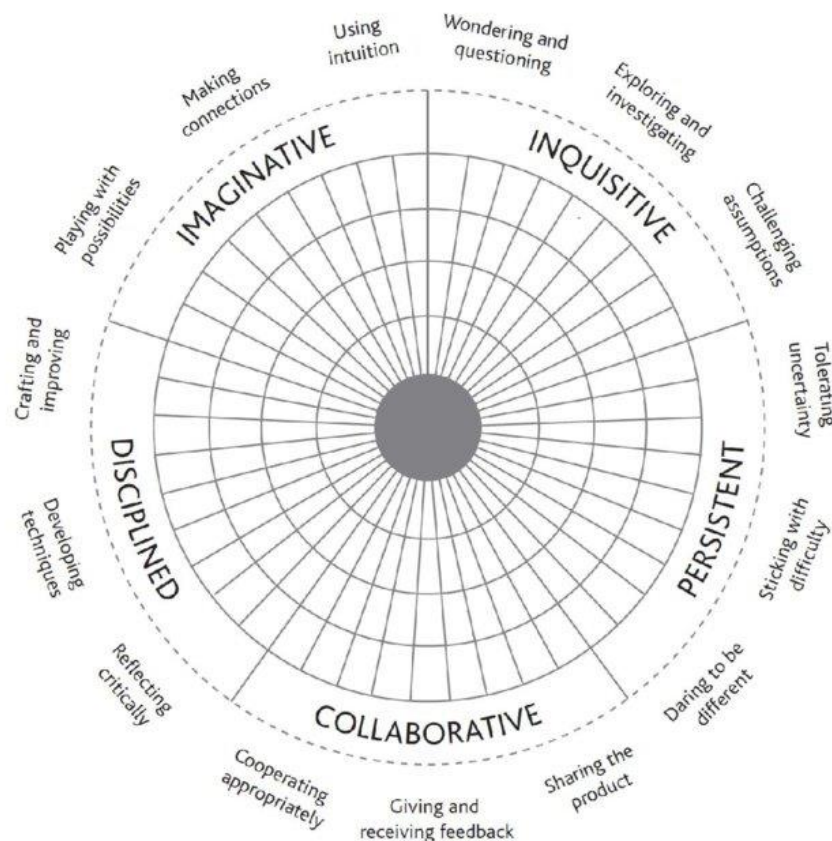 Wondering and
questioning
Exploring and
investigating
Challenging
assumptions
INQUISITIVE
Tolerating
uncertainty
Sticking with
difficulty
Daring to be
different
PERSISTENT
Sharing the
product
Giving and
receiving feedback
Cooperating
appropriately
COLLABORATIVE
Reflecting
critically
Developing
techniques
Crafting and
improving
DISCIPLINED
Playing with
possibilities
Making
connections
Using
intuition
IMAGINATIVE